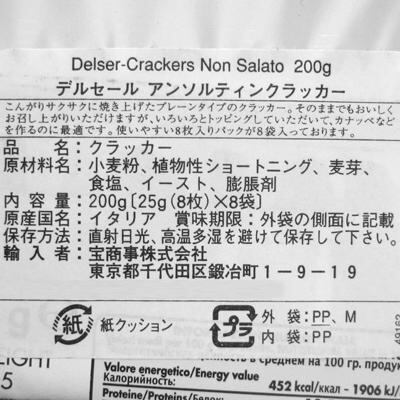 Delser-Crackers Non Salato 200g
デルセール アンソルティンクラッカー
こんがりサクサクに焼き上げたプレーンタイプのクラッカー。そのままでもおいしく
お召し上がりいただけますが、いろいろとトッピングしていただいて、カナッペなど
を作るのに最適です。使いやすい8枚入りパックが8袋入っております。
品名:クラッカー
原材料名:小麦粉、植物性ショートニング、麦芽、
食塩、イースト、膨脹剤
内容量:200g[25g(8枚)×8袋]
原産国名:イタリア 賞味期限:外袋の側面に記載
保存方法:直射日光、高温多湿を避けて保存して下さい。
輸入者:宝商事株式会社
東京都千代田区鍛冶町1-9-19
紙 紙クッション
プラ 外袋:PP、M
内袋:PP
49162
LIGHT
5
в среднем на 100 гр. продук
Valore energetico/Energy value
Калорийность:
452 kcal/ккал - 1906 kJ/
Proteine/Proteins/Белок: